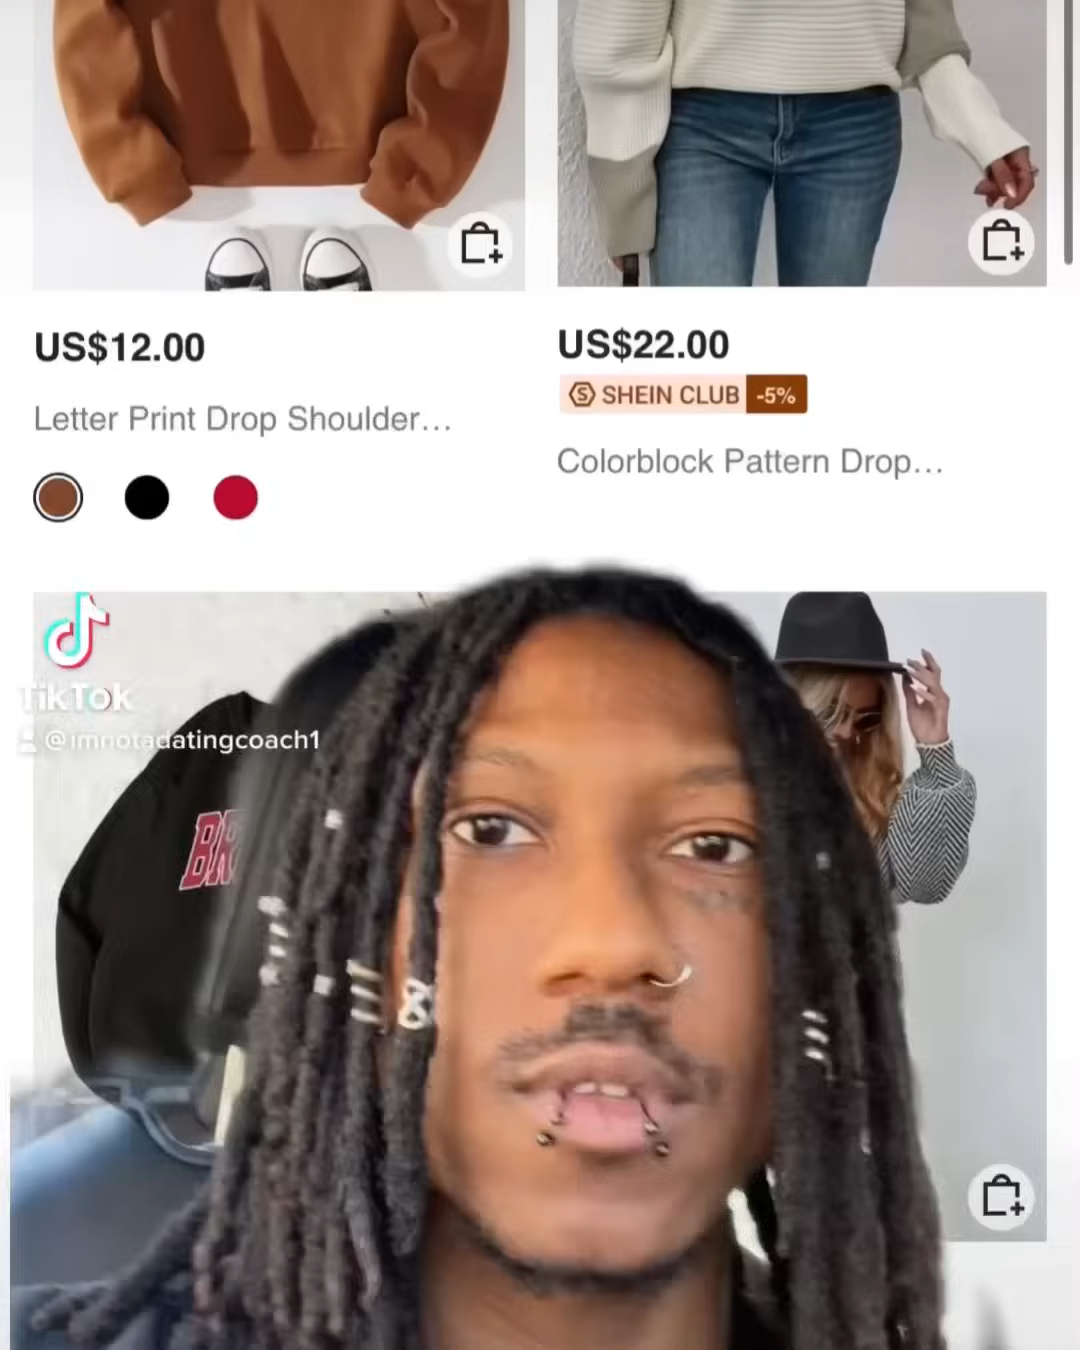 US$12.00
US$22.00
SHEIN CLUB -5%
Letter Print Drop Shoulder…
Colorblock Pattern Drop…
TikTok
@imnotadatingcoach1